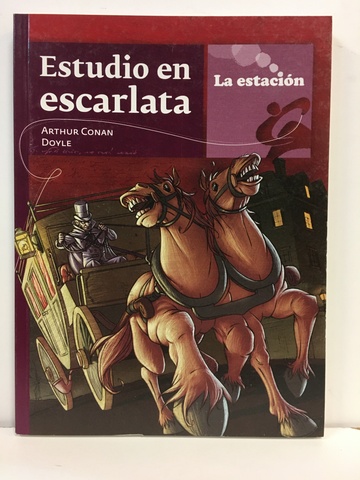 Estudio en
escarlata
ARTHUR CONAN
DOYLE
La estación